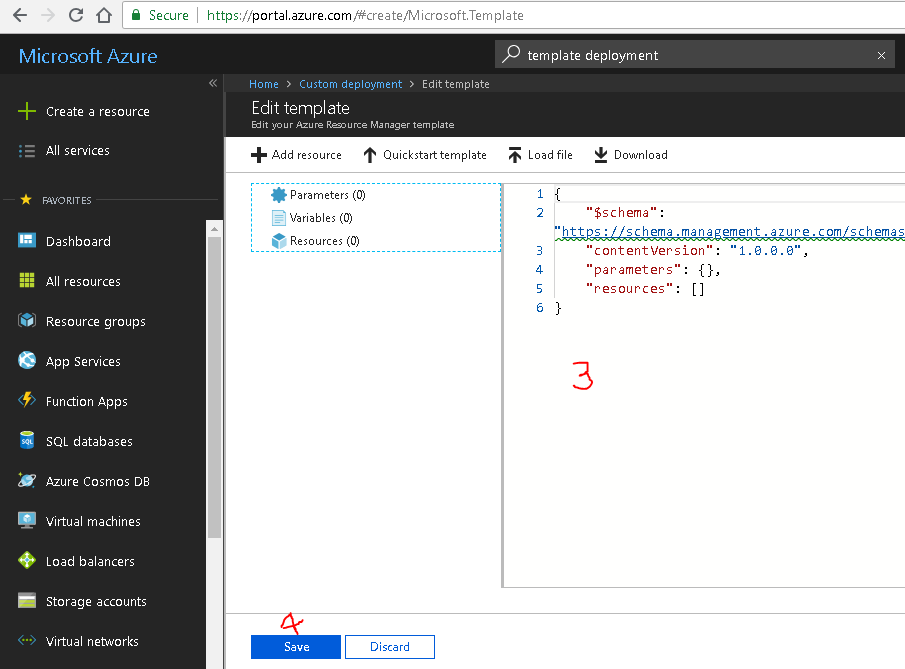 Secure https://portal.azure.com/#create/Microsoft.Template
Microsoft Azure
template deployment
Home > Custom deployment > Edit template
Edit template
Edit your Azure Resource Manager template
Create a resource
All services
FAVORITES
Dashboard
All resources
Resource groups
App Services
Function Apps
SQL databases
Azure Cosmos DB
Virtual machines
Load balancers
Storage accounts
Virtual networks
Add resource Quickstart template Load file Download
Parameters (0)
Variables (0)
Resources (0)
1 {
2 "$schema":
"https://schema.management.azure.com/schemas
3 "contentVersion": "1.0.0.0",
4 "parameters": {},
5 "resources": []
6 }
3
4
Save Discard